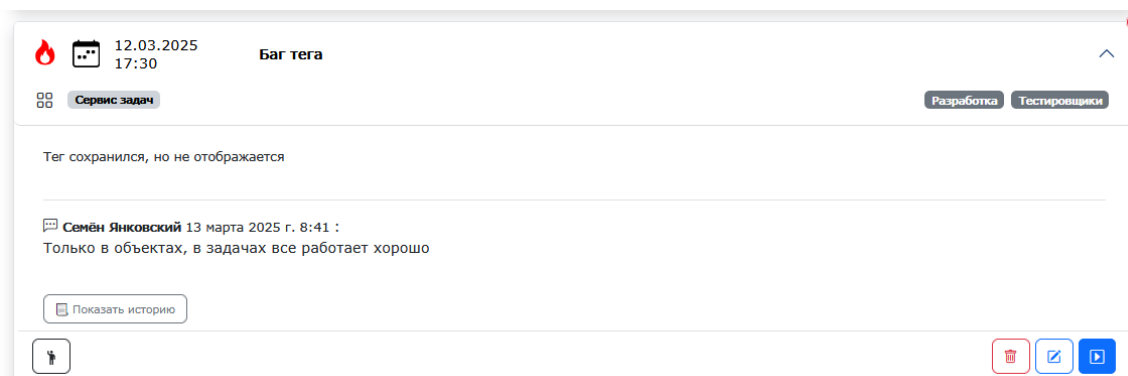 12.03.2025
17:30
Баг тега
Сервис задач
Разработка Тестировщики
Тег сохранился, но не отображается
Семён Янковский 13 марта 2025 г. 8:41 :
Только в объектах, в задачах все работает хорошо
Показать историю